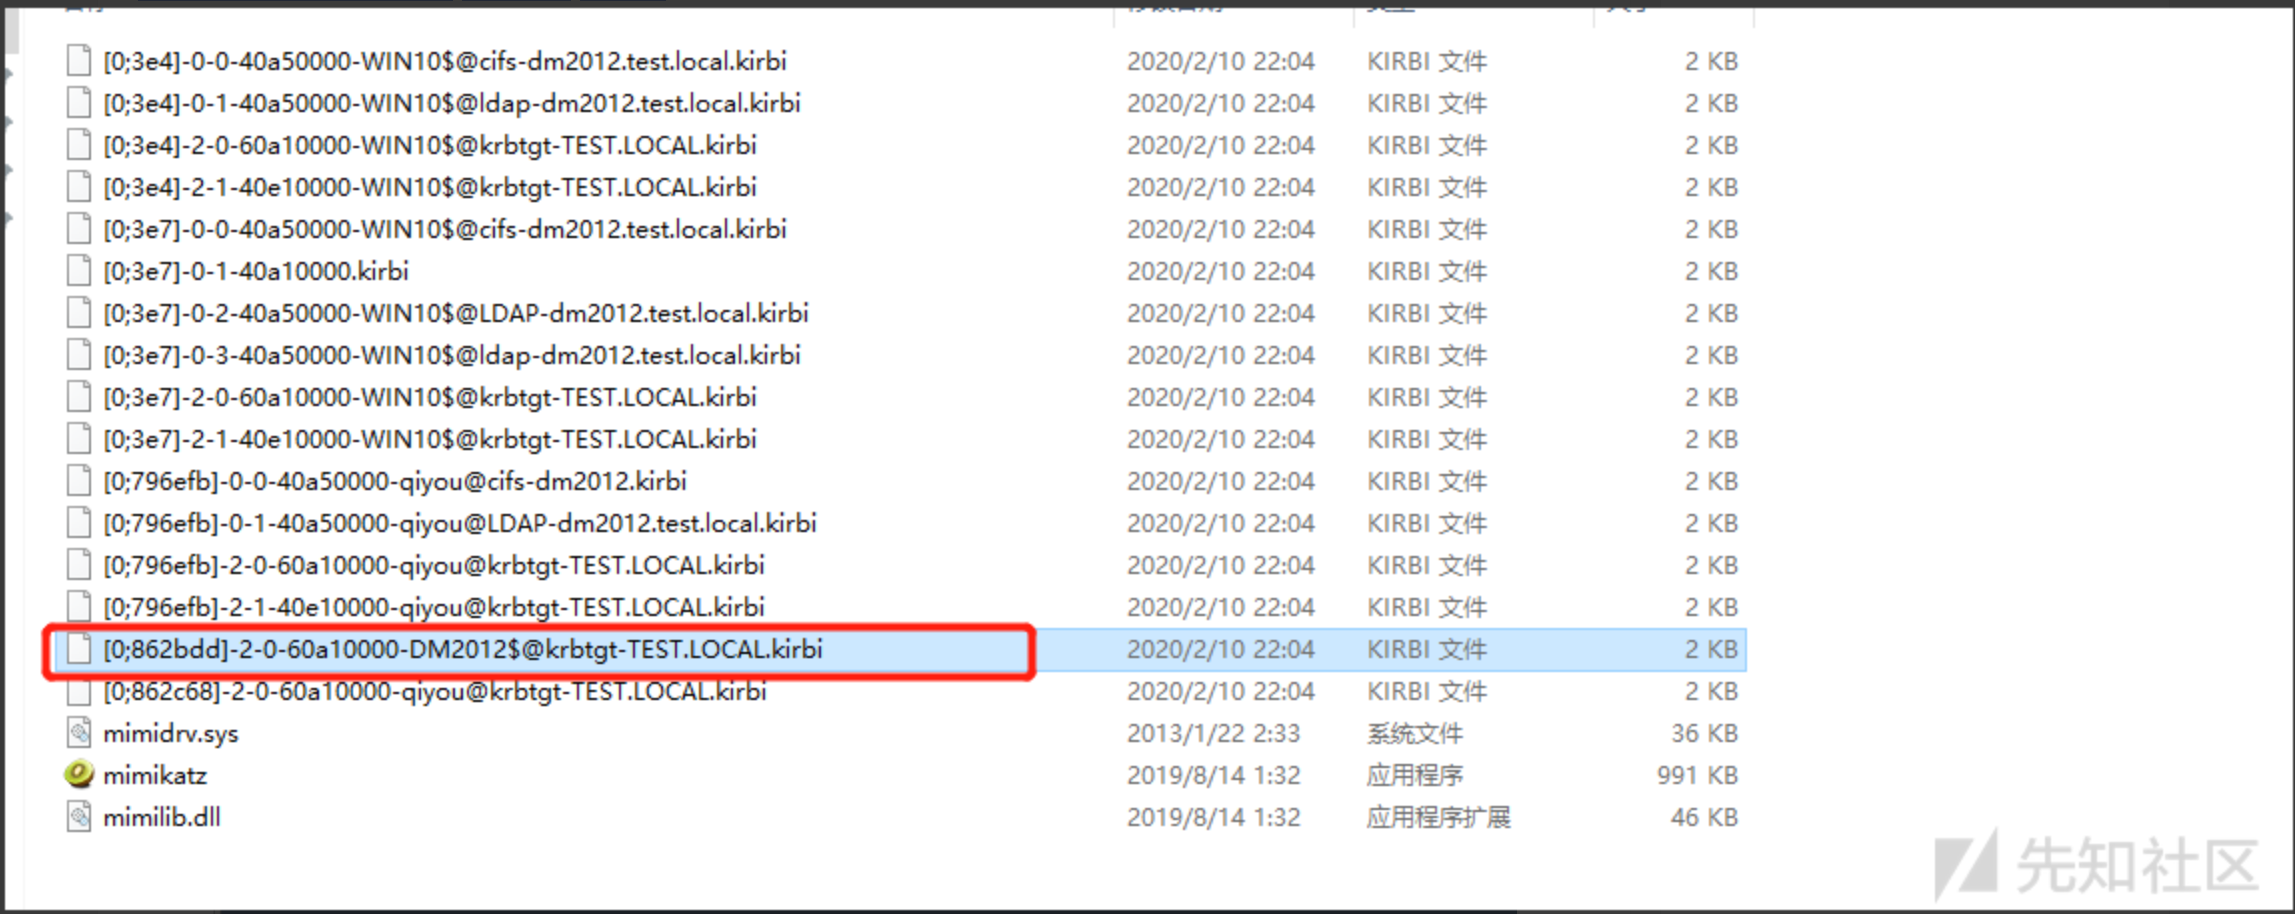 [0;3e4]-0-0-40a50000-WIN10$@cifs-dm2012.test.local.kirbi 2020/2/10 22:04 KIRBI 文件 2 KB
[0;3e4]-0-1-40a50000-WIN10$@ldap-dm2012.test.local.kirbi 2020/2/10 22:04 KIRBI 文件 2 KB
[0;3e4]-2-0-60a10000-WIN10$@krbtgt-TEST.LOCAL.kirbi 2020/2/10 22:04 KIRBI 文件 2 KB
[0;3e4]-2-1-40e10000-WIN10$@krbtgt-TEST.LOCAL.kirbi 2020/2/10 22:04 KIRBI 文件 2 KB
[0;3e7]-0-0-40a50000-WIN10$@cifs-dm2012.test.local.kirbi 2020/2/10 22:04 KIRBI 文件 2 KB
[0;3e7]-0-1-40a10000.kirbi 2020/2/10 22:04 KIRBI 文件 2 KB
[0;3e7]-0-2-40a50000-WIN10$@LDAP-dm2012.test.local.kirbi 2020/2/10 22:04 KIRBI 文件 2 KB
[0;3e7]-0-3-40a50000-WIN10$@ldap-dm2012.test.local.kirbi 2020/2/10 22:04 KIRBI 文件 2 KB
[0;3e7]-2-0-60a10000-WIN10$@krbtgt-TEST.LOCAL.kirbi 2020/2/10 22:04 KIRBI 文件 2 KB
[0;3e7]-2-1-40e10000-WIN10$@krbtgt-TEST.LOCAL.kirbi 2020/2/10 22:04 KIRBI 文件 2 KB
[0;796efb]-0-0-40a50000-qiyou@cifs-dm2012.kirbi 2020/2/10 22:04 KIRBI 文件 2 KB
[0;796efb]-0-1-40a50000-qiyou@LDAP-dm2012.test.local.kirbi 2020/2/10 22:04 KIRBI 文件 2 KB
[0;796efb]-2-0-60a10000-qiyou@krbtgt-TEST.LOCAL.kirbi 2020/2/10 22:04 KIRBI 文件 2 KB
[0;796efb]-2-1-40e10000-qiyou@krbtgt-TEST.LOCAL.kirbi 2020/2/10 22:04 KIRBI 文件 2 KB
[0;862bdd]-2-0-60a10000-DM2012$@krbtgt-TEST.LOCAL.kirbi 2020/2/10 22:04 KIRBI 文件 2 KB
[0;862c68]-2-0-60a10000-qiyou@krbtgt-TEST.LOCAL.kirbi 2020/2/10 22:04 KIRBI 文件 2 KB
mimidrv.sys 2013/1/22 2:33 系统文件 36 KB
mimikatz 2019/8/14 1:32 应用程序 991 KB
mimilib.dll 2019/8/14 1:32 应用程序扩展 46 KB
先知社区